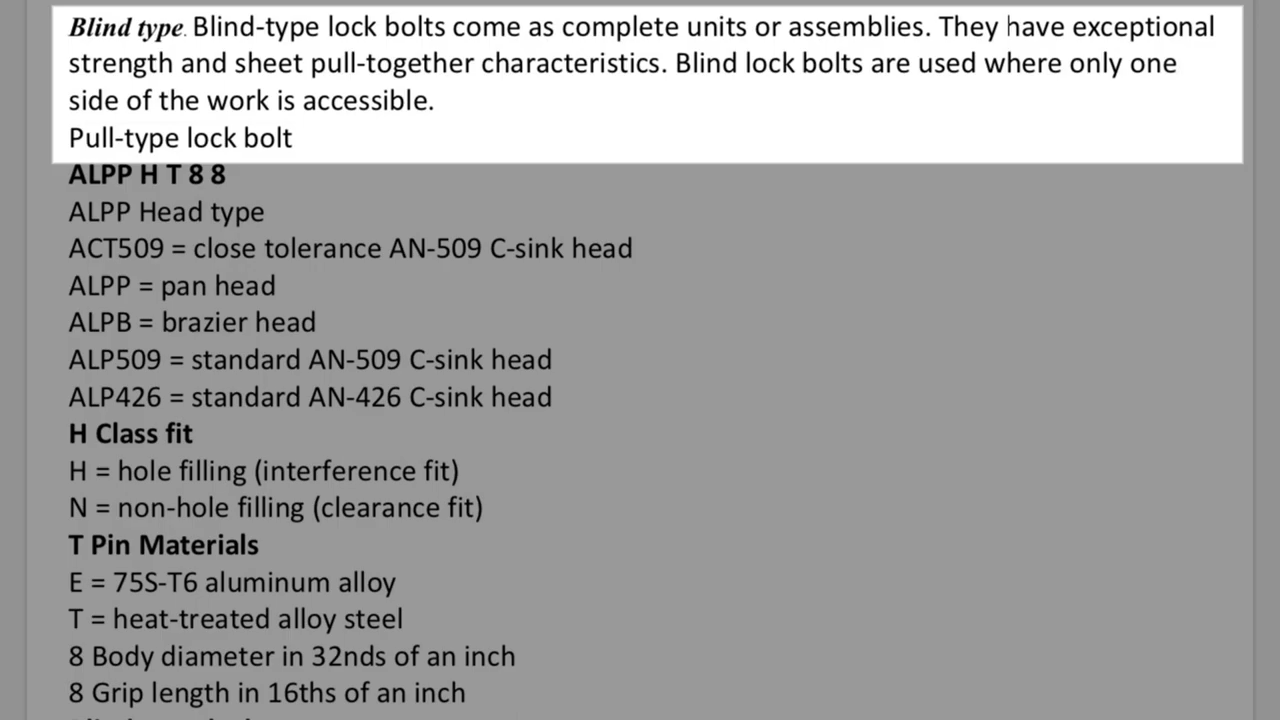 Blind type. Blind-type lock bolts come as complete units or assemblies. They have exceptional
strength and sheet pull-together characteristics. Blind lock bolts are used where only one
side of the work is accessible.
Pull-type lock bolt
ALPP H T 8 8
ALPP Head type
ACT509 = close tolerance AN-509 C-sink head
ALPP = pan head
ALPB = brazier head
ALP509 = standard AN-509 C-sink head
ALP426 = standard AN-426 C-sink head
H Class fit
H = hole filling (interference fit)
N = non-hole filling (clearance fit)
T Pin Materials
E = 75S-T6 aluminum alloy
T = heat-treated alloy steel
8 Body diameter in 32nds of an inch
8 Grip length in 16ths of an inch